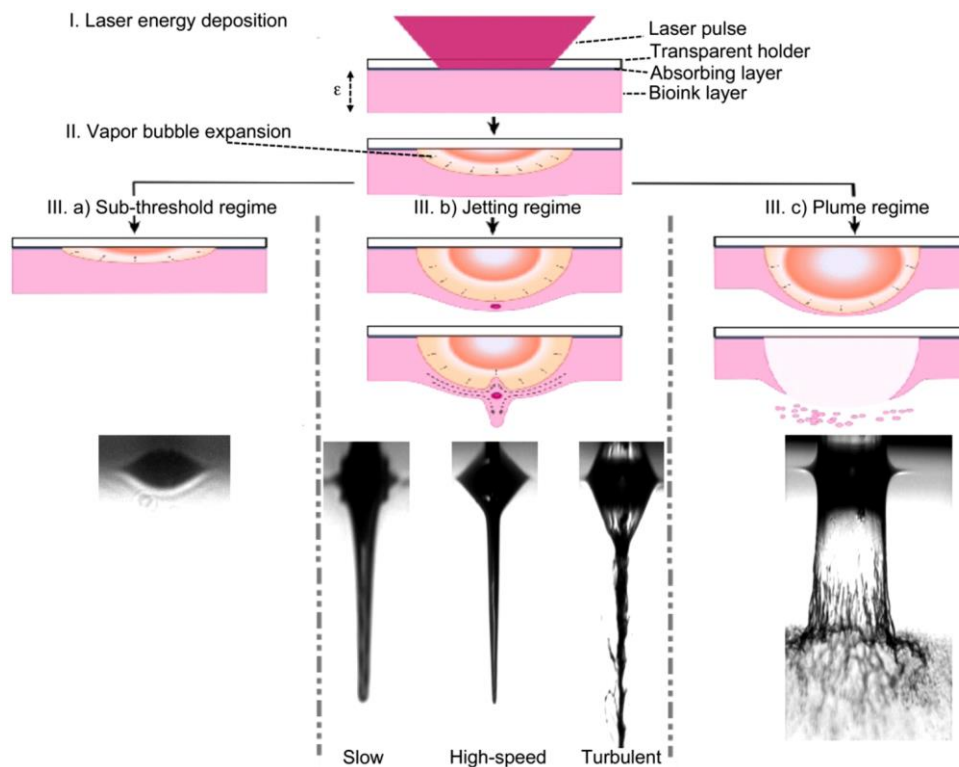 I. Laser energy deposition
Laser pulse
Transparent holder
Absorbing layer
Bioink layer
ε
II. Vapor bubble expansion
III. a) Sub-threshold regime
III. b) Jetting regime
III. c) Plume regime
Slow
High-speed
Turbulent